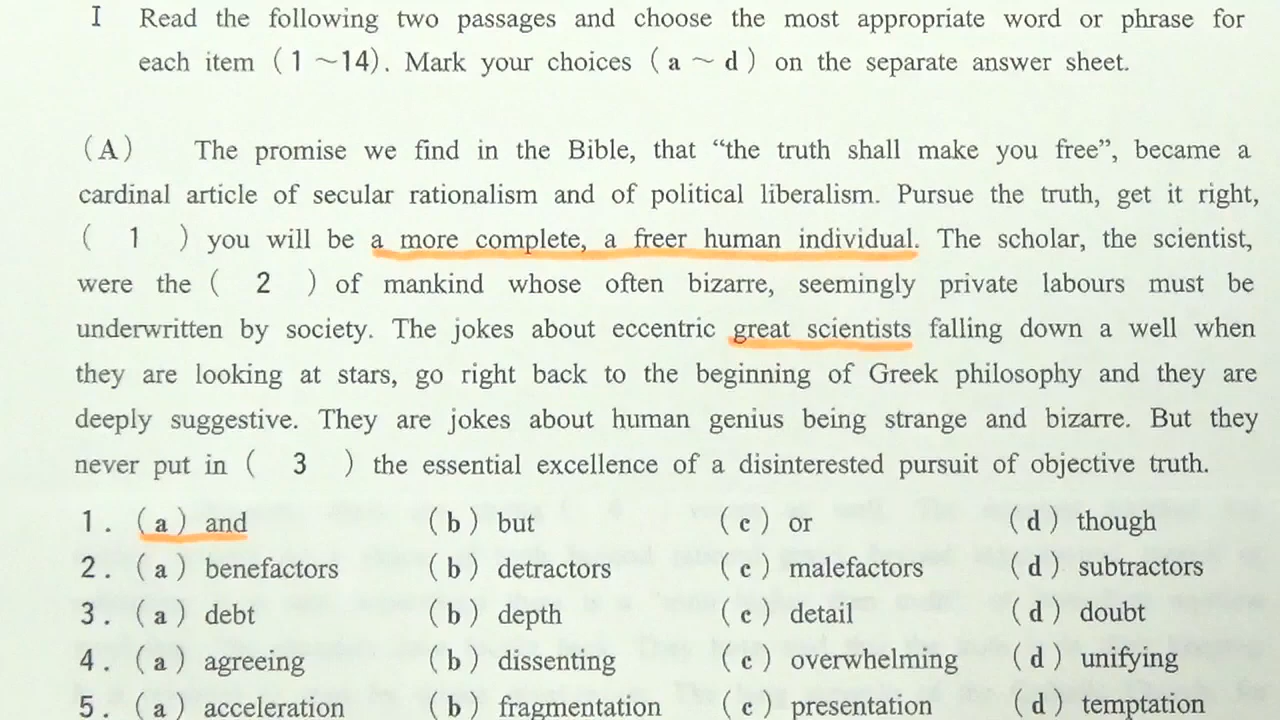 I Read the following two passages and choose the most appropriate word or phrase for
each item (1 ~14). Mark your choices (a ~ d) on the separate answer sheet.
(A) The promise we find in the Bible, that “the truth shall make you free”, became a
cardinal article of secular rationalism and of political liberalism. Pursue the truth, get it right,
( 1 ) you will be a more complete, a freer human individual. The scholar, the scientist,
were the ( 2 ) of mankind whose often bizarre, seemingly private labours must be
underwritten by society. The jokes about eccentric great scientists falling down a well when
they are looking at stars, go right back to the beginning of Greek philosophy and they are
deeply suggestive. They are jokes about human genius being strange and bizarre. But they
never put in ( 3 ) the essential excellence of a disinterested pursuit of objective truth.
1. (a) and (b) but (c) or (d) though
2. (a) benefactors (b) detractors (c) malefactors (d) subtractors
3. (a) debt (b) depth (c) detail (d) doubt
4. (a) agreeing (b) dissenting (c) overwhelming (d) unifying
5. (a) acceleration (b) fragmentation (c) presentation (d) temptation